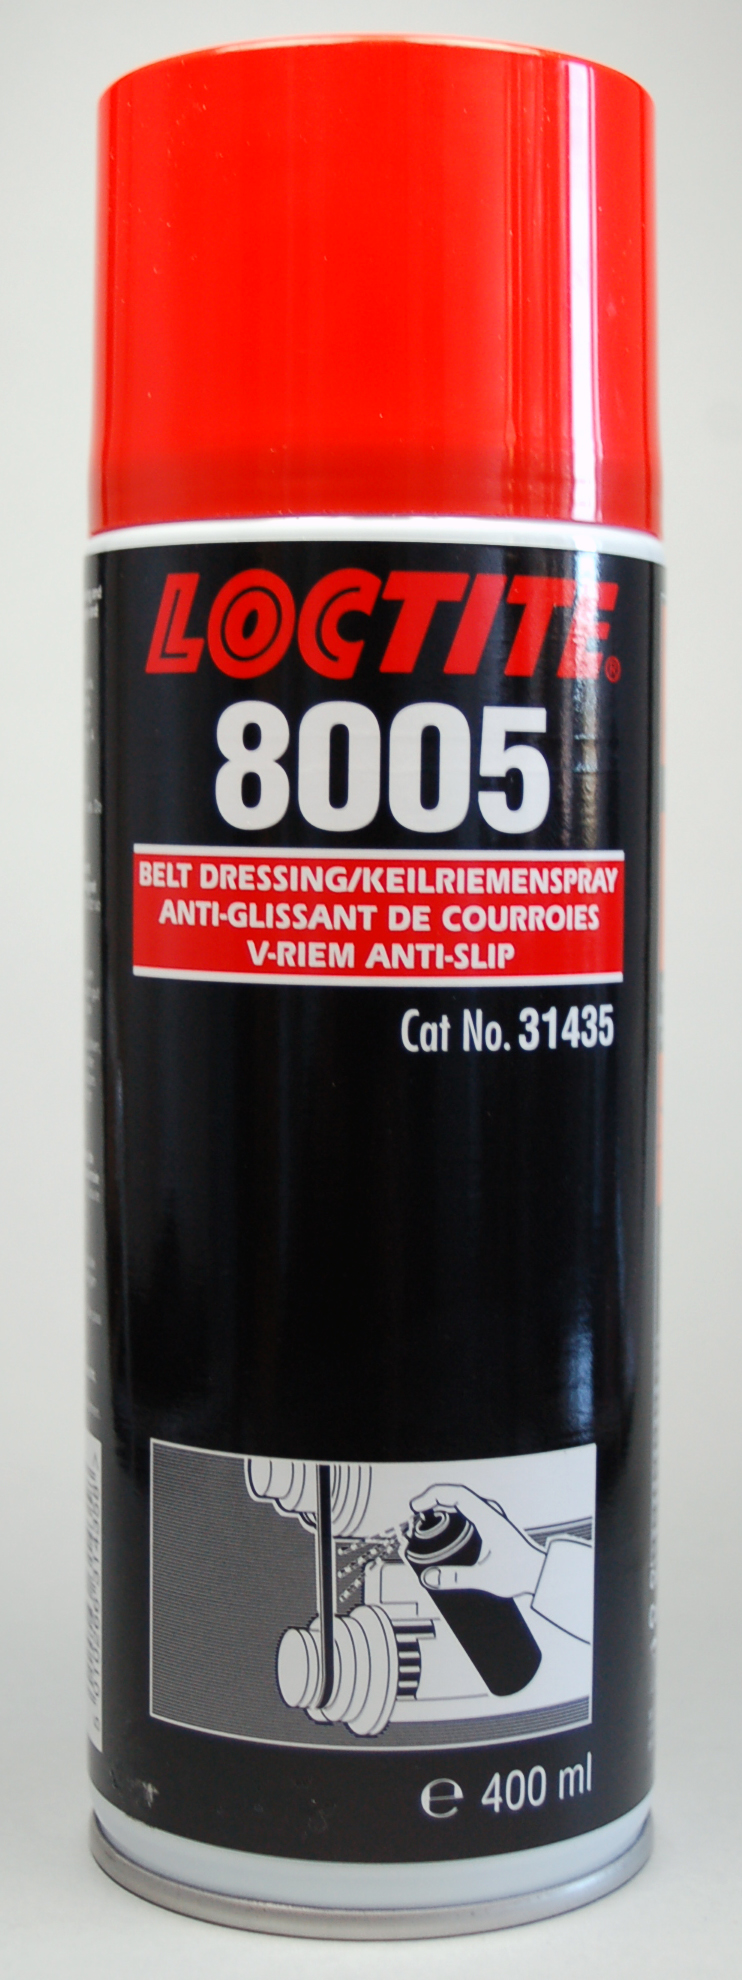 LOCTITE®
8005
BELT DRESSING/KEILRIEMENSPRAY
ANTI-GLISSANT DE COURROIES
V-RIEM ANTI-SLIP
Cat No. 31435
℮ 400 ml